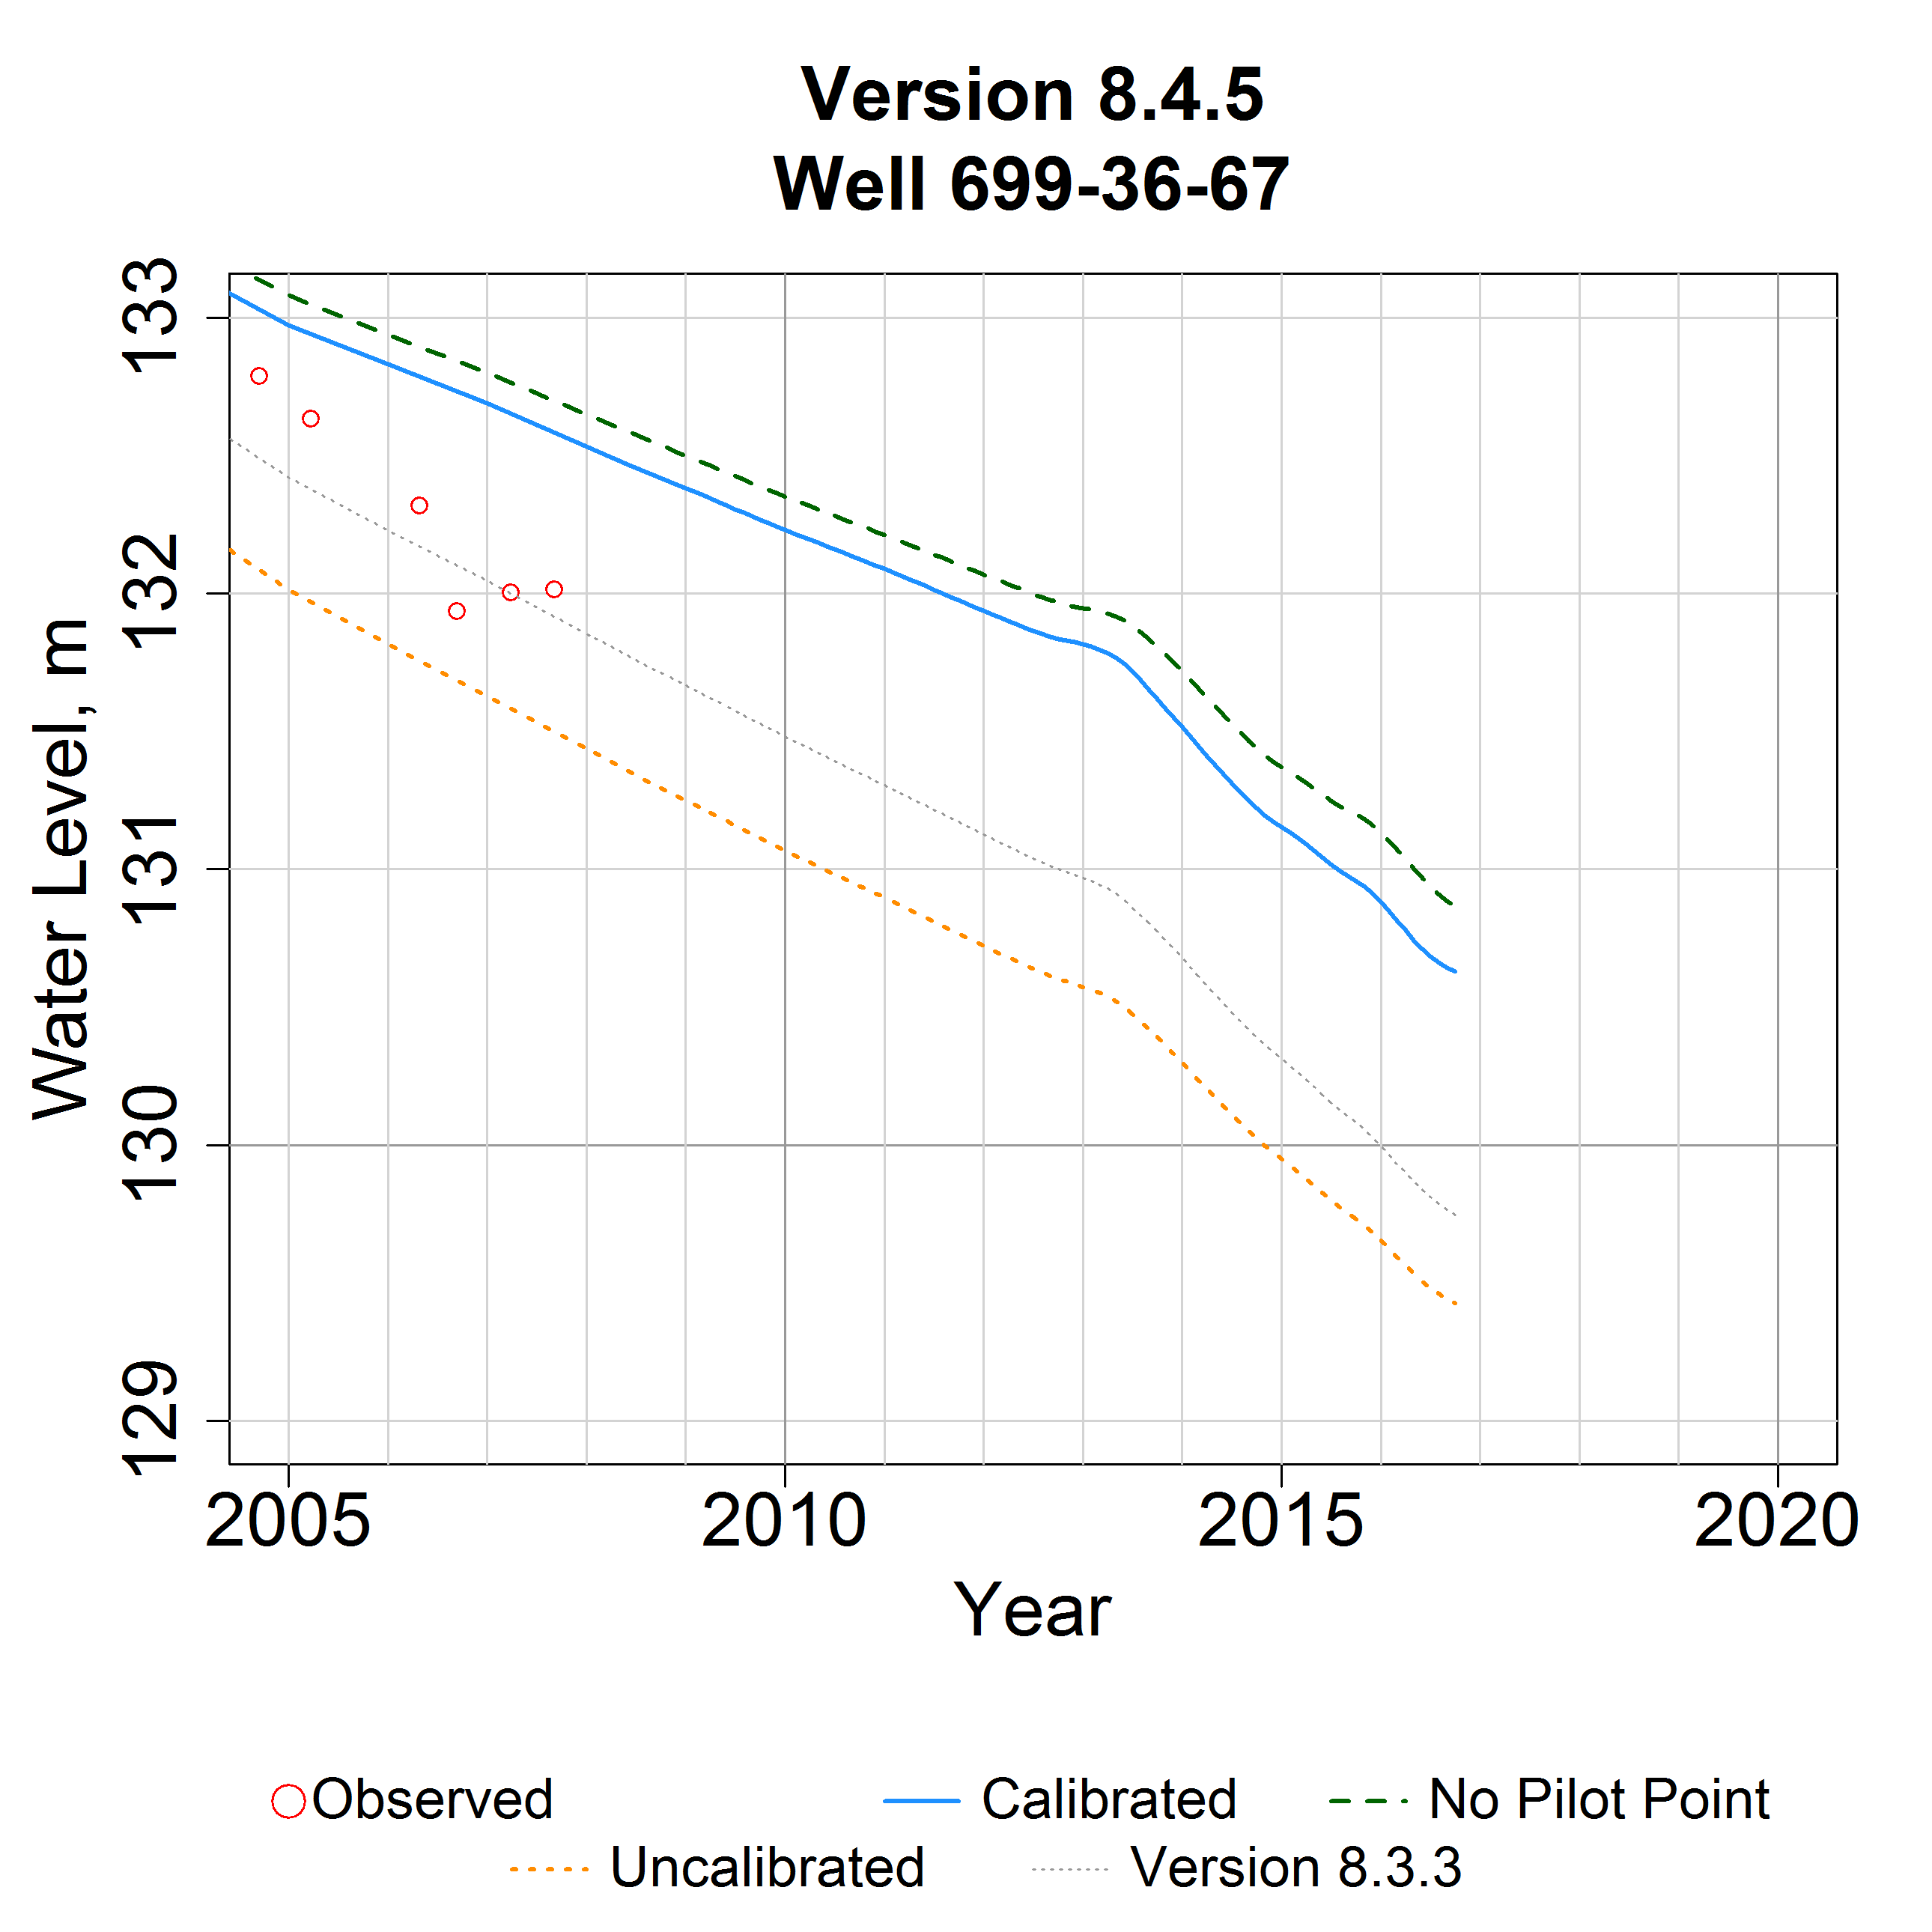 Version 8.4.5
Well 699-36-67
133
132
131
130
129
Water Level, m
2005 2010 2015 2020
Year
Observed Calibrated No Pilot Point
Uncalibrated Version 8.3.3